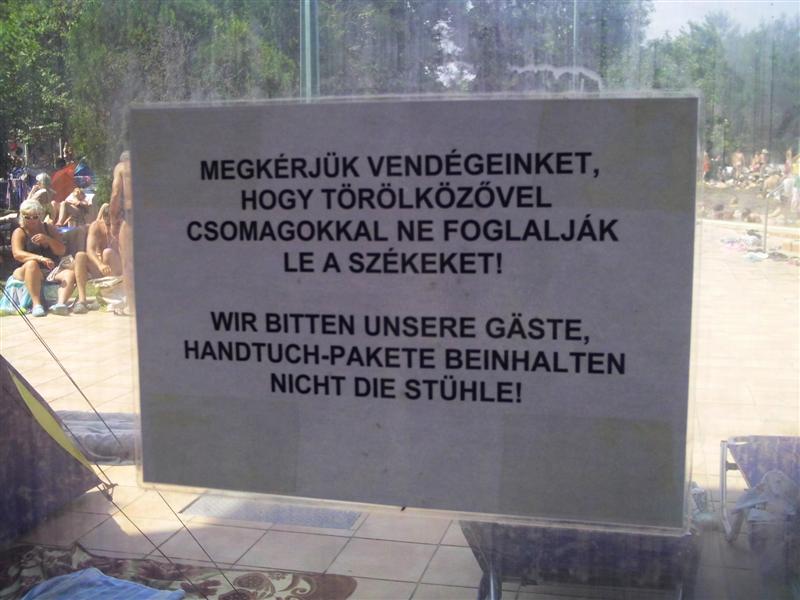 MEGKÉRJÜK VENDÉGEINKET,
HOGY TÖRÖLKÖZŐVEL
CSOMAGOKKAL NE FOGLALJÁK
LE A SZÉKEKET!
WIR BITTEN UNSERE GÄSTE,
HANDTUCH-PAKETE BEINHALTEN
NICHT DIE STÜHLE!